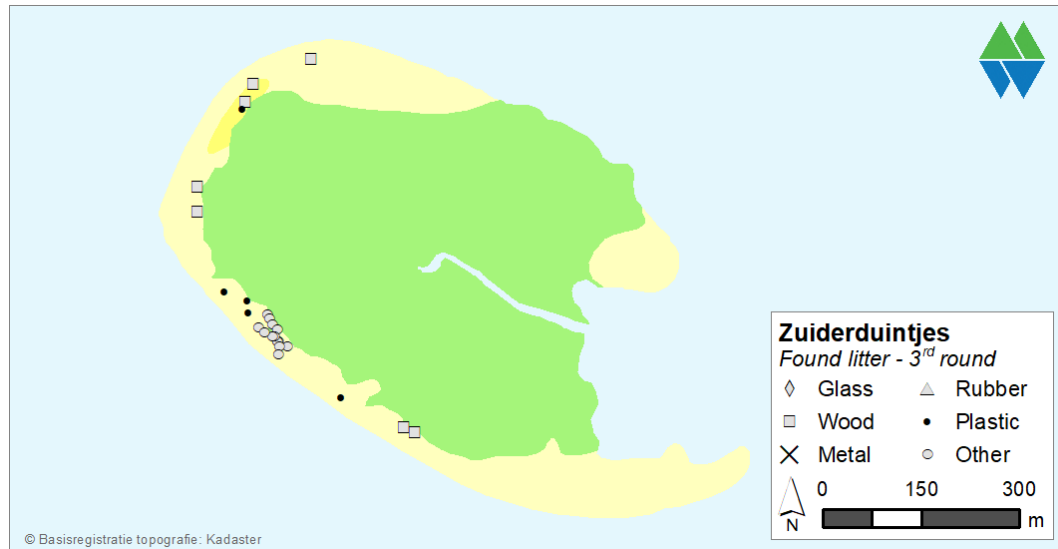 Zuiderduintjes
Found litter - 3rd round
Glass Rubber
Wood Plastic
Metal Other
0 150 300
N m
© Basisregistratie topografie: Kadaster